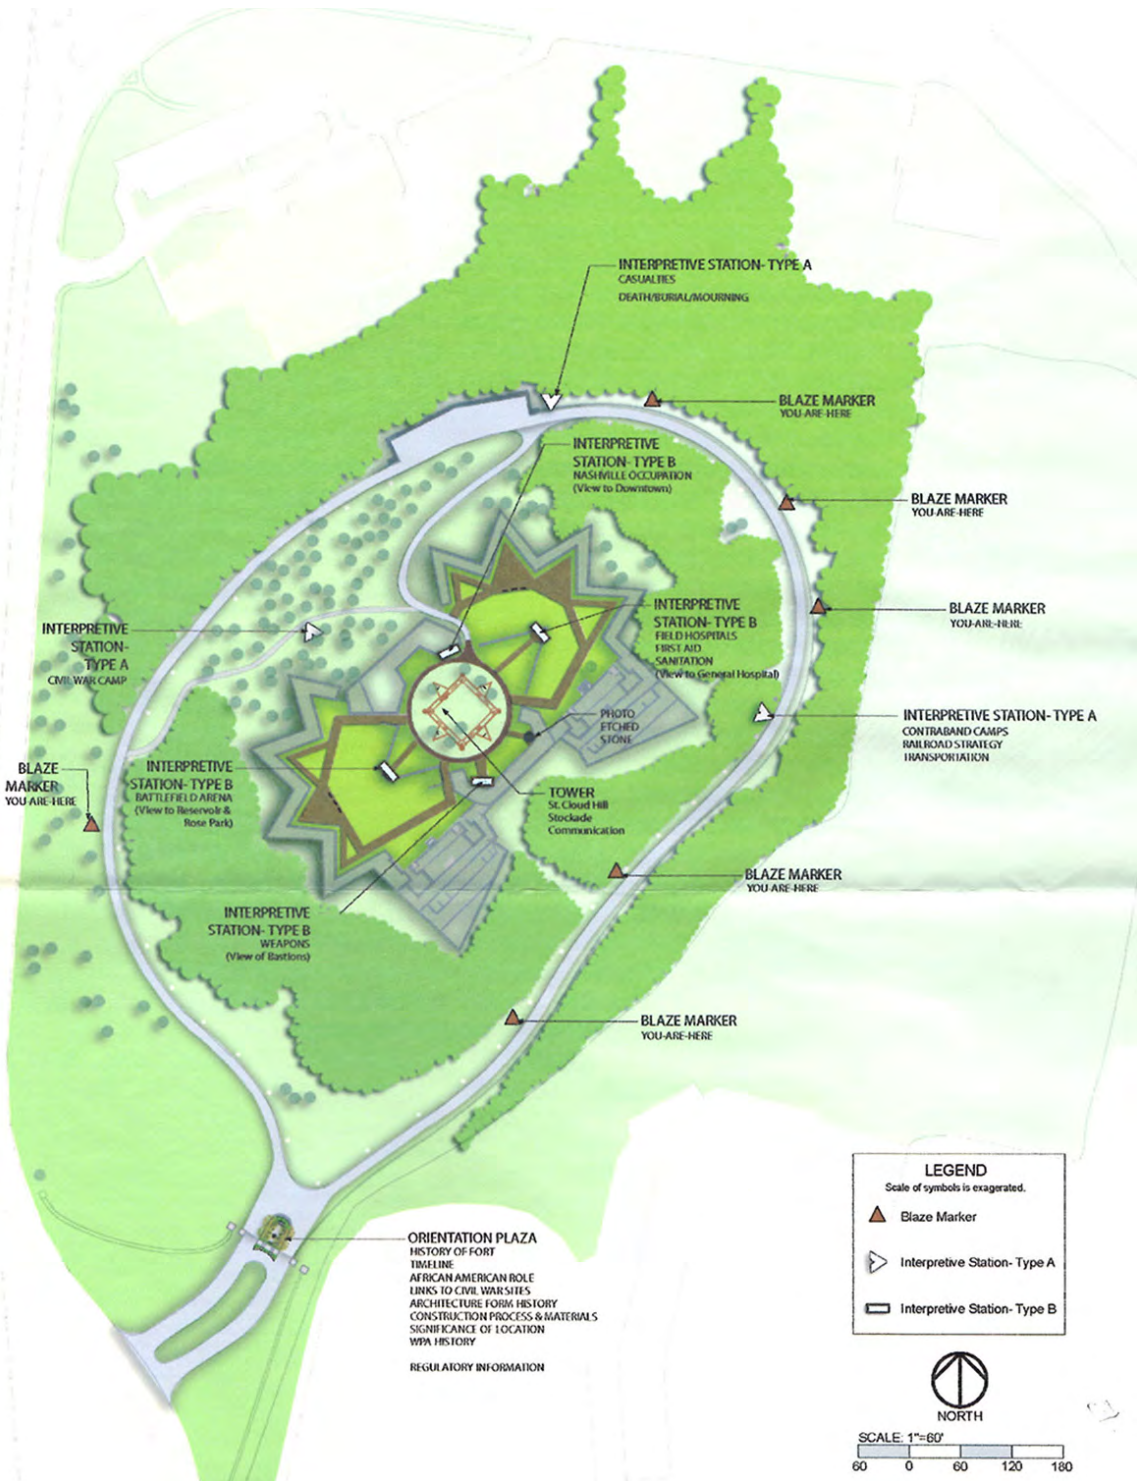 INTERPRETIVE STATION- TYPE A
CASUALTIES
DEATH/BURIAL/MOURNING
BLAZE MARKER
YOU-ARE-HERE
INTERPRETIVE
STATION- TYPE B
NASHVILLE OCCUPATION
(View to Downtown)
BLAZE MARKER
YOU-ARE-HERE
INTERPRETIVE
STATION- TYPE B
FIELD HOSPITALS
FIRST AID
SANITATION
(View to General Hospital)
BLAZE MARKER
YOU-ARE-HERE
INTERPRETIVE
STATION-
TYPE A
CIVIL WAR CAMP
PHOTO
ETCHED
STONE
INTERPRETIVE STATION- TYPE A
CONTRABAND CAMPS
RAILROAD STRATEGY
TRANSPORTATION
BLAZE
MARKER
YOU-ARE-HERE
INTERPRETIVE
STATION- TYPE B
BATTLEFIELD ARENA
(View to Reservoir &
Rose Park)
TOWER
St. Cloud Hill
Stockade
Communication
BLAZE MARKER
YOU-ARE-HERE
INTERPRETIVE
STATION- TYPE B
WEAPONS
(View of Bastions)
BLAZE MARKER
YOU-ARE-HERE
ORIENTATION PLAZA
HISTORY OF FORT
TIMELINE
AFRICAN AMERICAN ROLE
LINKS TO CIVIL WAR SITES
ARCHITECTURE FORM HISTORY
CONSTRUCTION PROCESS & MATERIALS
SIGNIFICANCE OF LOCATION
WPA HISTORY
REGULATORY INFORMATION
LEGEND
Scale of symbols is exagerated.
Blaze Marker
Interpretive Station- Type A
Interpretive Station- Type B
NORTH
SCALE: 1"=60'
60 0 60 120 180